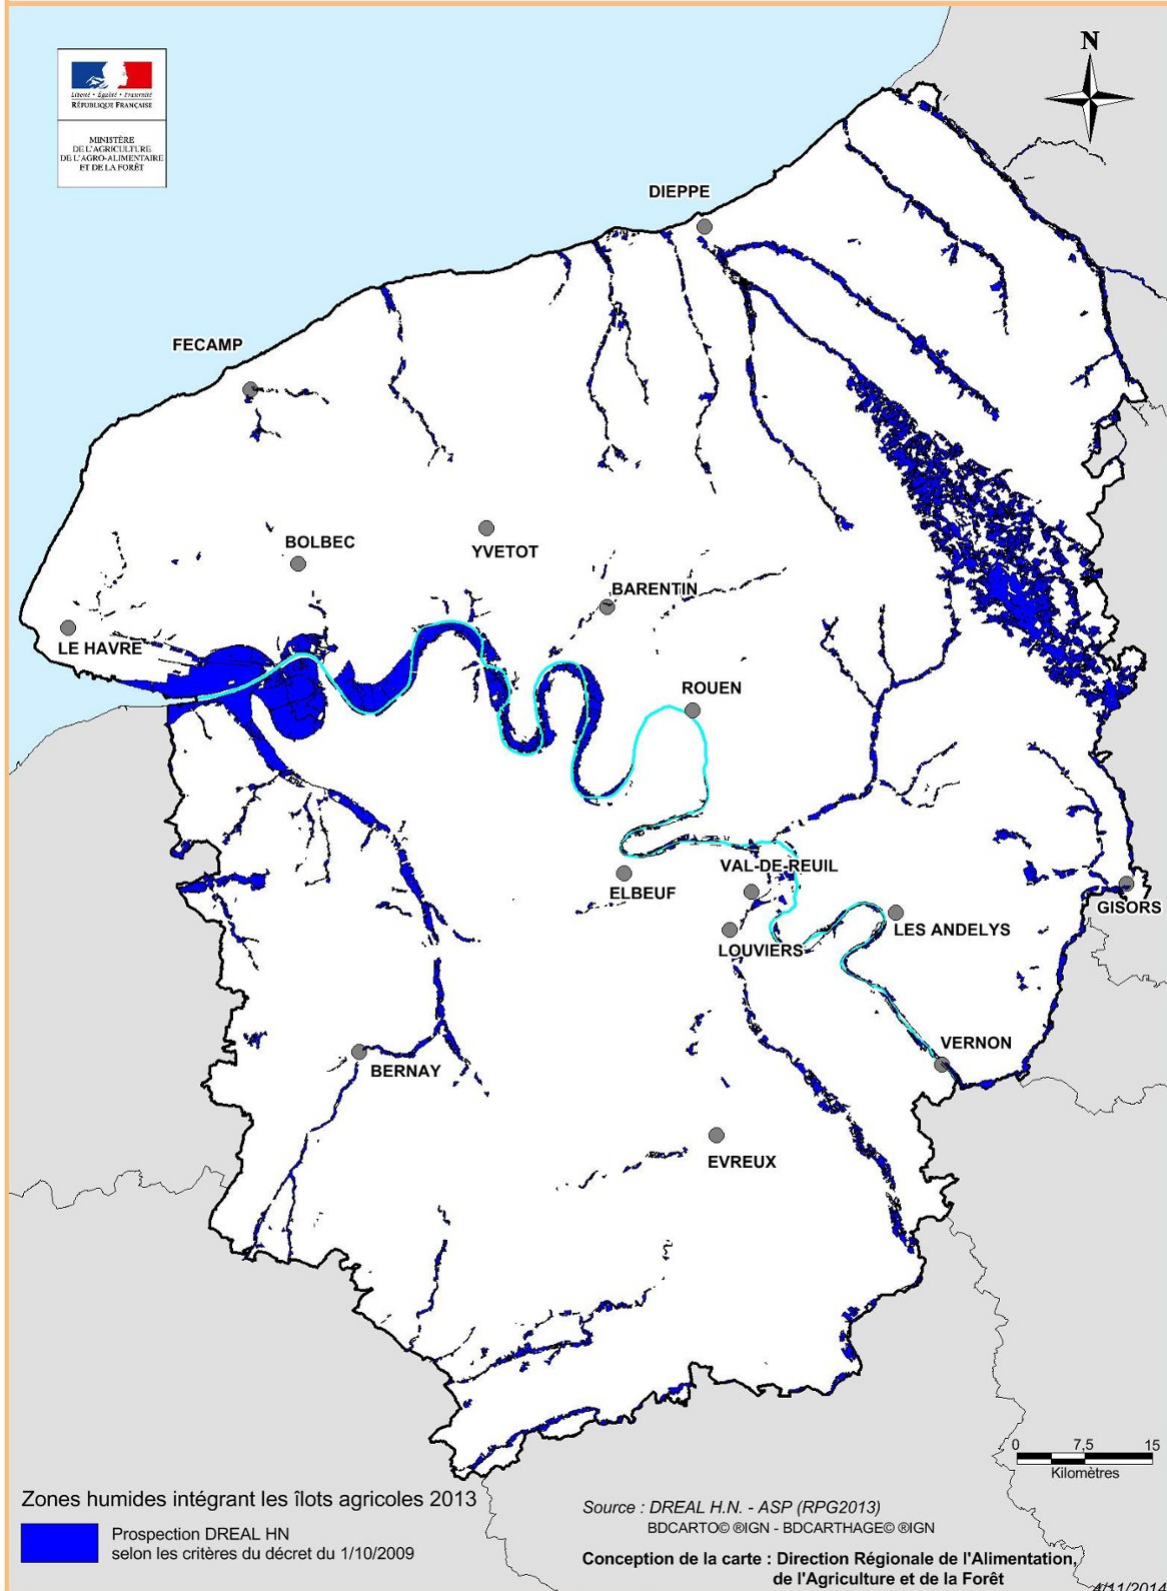 Liberté • Égalité • Fraternité
RÉPUBLIQUE FRANÇAISE
MINISTÈRE
DE L'AGRICULTURE
DE L'AGRO-ALIMENTAIRE
ET DE LA FORÊT
N
DIEPPE
FECAMP
BOLBEC
YVETOT
BARENTIN
LE HAVRE
ROUEN
VAL-DE-REUIL
ELBEUF
GISORS
LES ANDELYS
LOUVIERS
VERNON
BERNAY
EVREUX
0 7,5 15
Kilomètres
Zones humides intégrant les îlots agricoles 2013
Prospection DREAL HN
selon les critères du décret du 1/10/2009
Source : DREAL H.N. - ASP (RPG2013)
BDCARTO© ®IGN - BDCARTHAGE© ®IGN
Conception de la carte : Direction Régionale de l'Alimentation,
de l'Agriculture et de la Forêt
4/11/2014